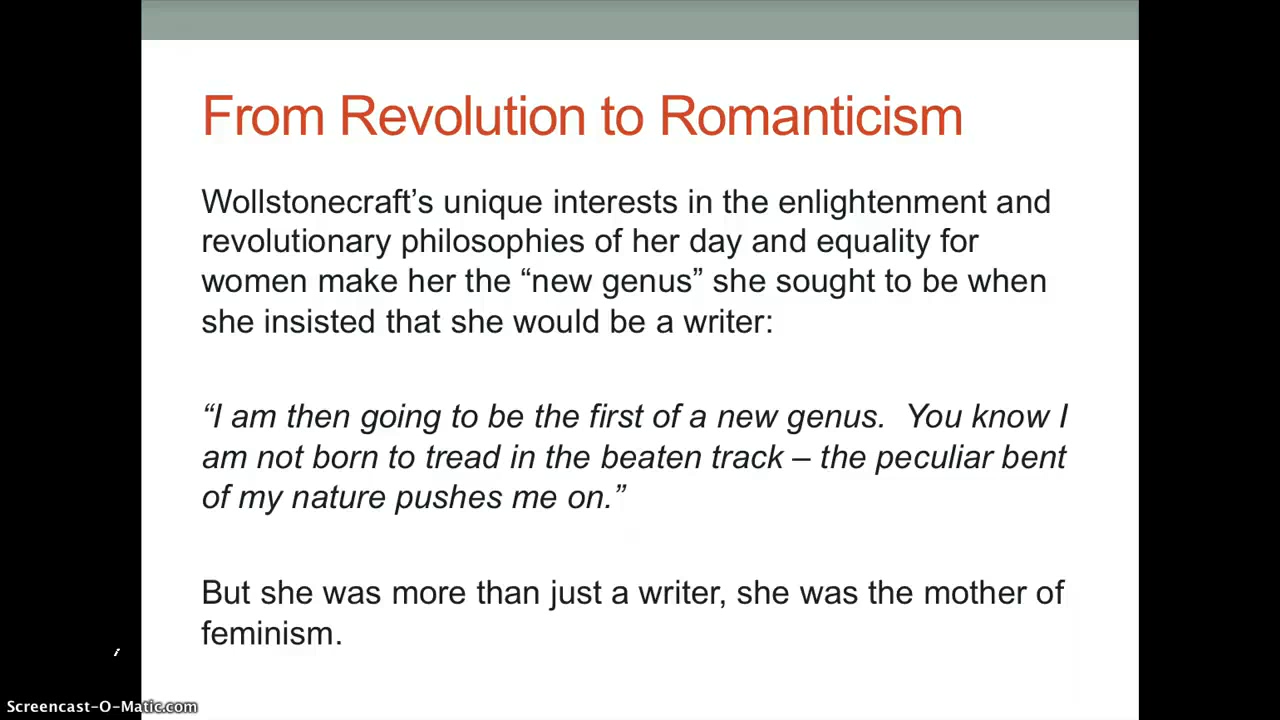 From Revolution to Romanticism
Wollstonecraft’s unique interests in the enlightenment and
revolutionary philosophies of her day and equality for
women make her the “new genus” she sought to be when
she insisted that she would be a writer:
“I am then going to be the first of a new genus.  You know I
am not born to tread in the beaten track – the peculiar bent
of my nature pushes me on.”
But she was more than just a writer, she was the mother of
feminism.
Screencast-O-Matic.com